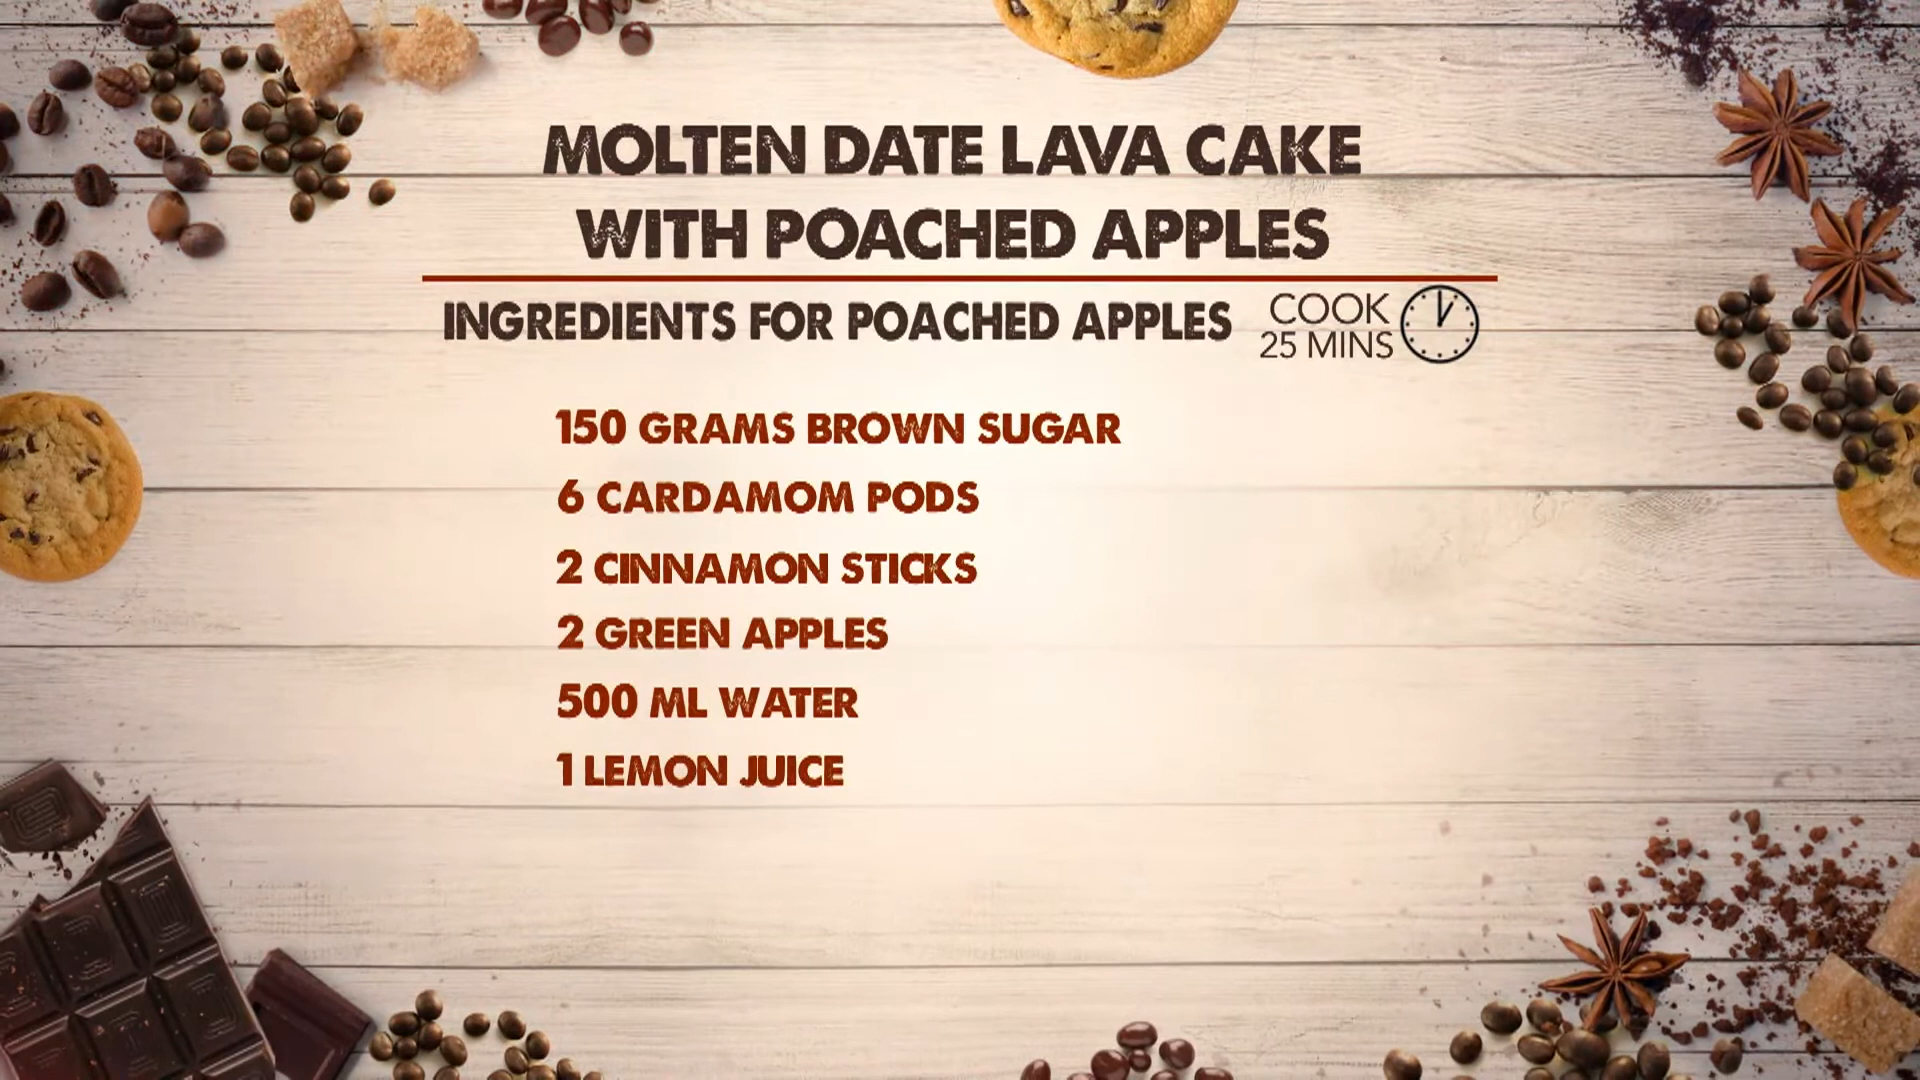 MOLTEN DATE LAVA CAKE
WITH POACHED APPLES
INGREDIENTS FOR POACHED APPLES
COOK
25 MINS
150 GRAMS BROWN SUGAR
6 CARDAMOM PODS
2 CINNAMON STICKS
2 GREEN APPLES
500 ML WATER
1 LEMON JUICE